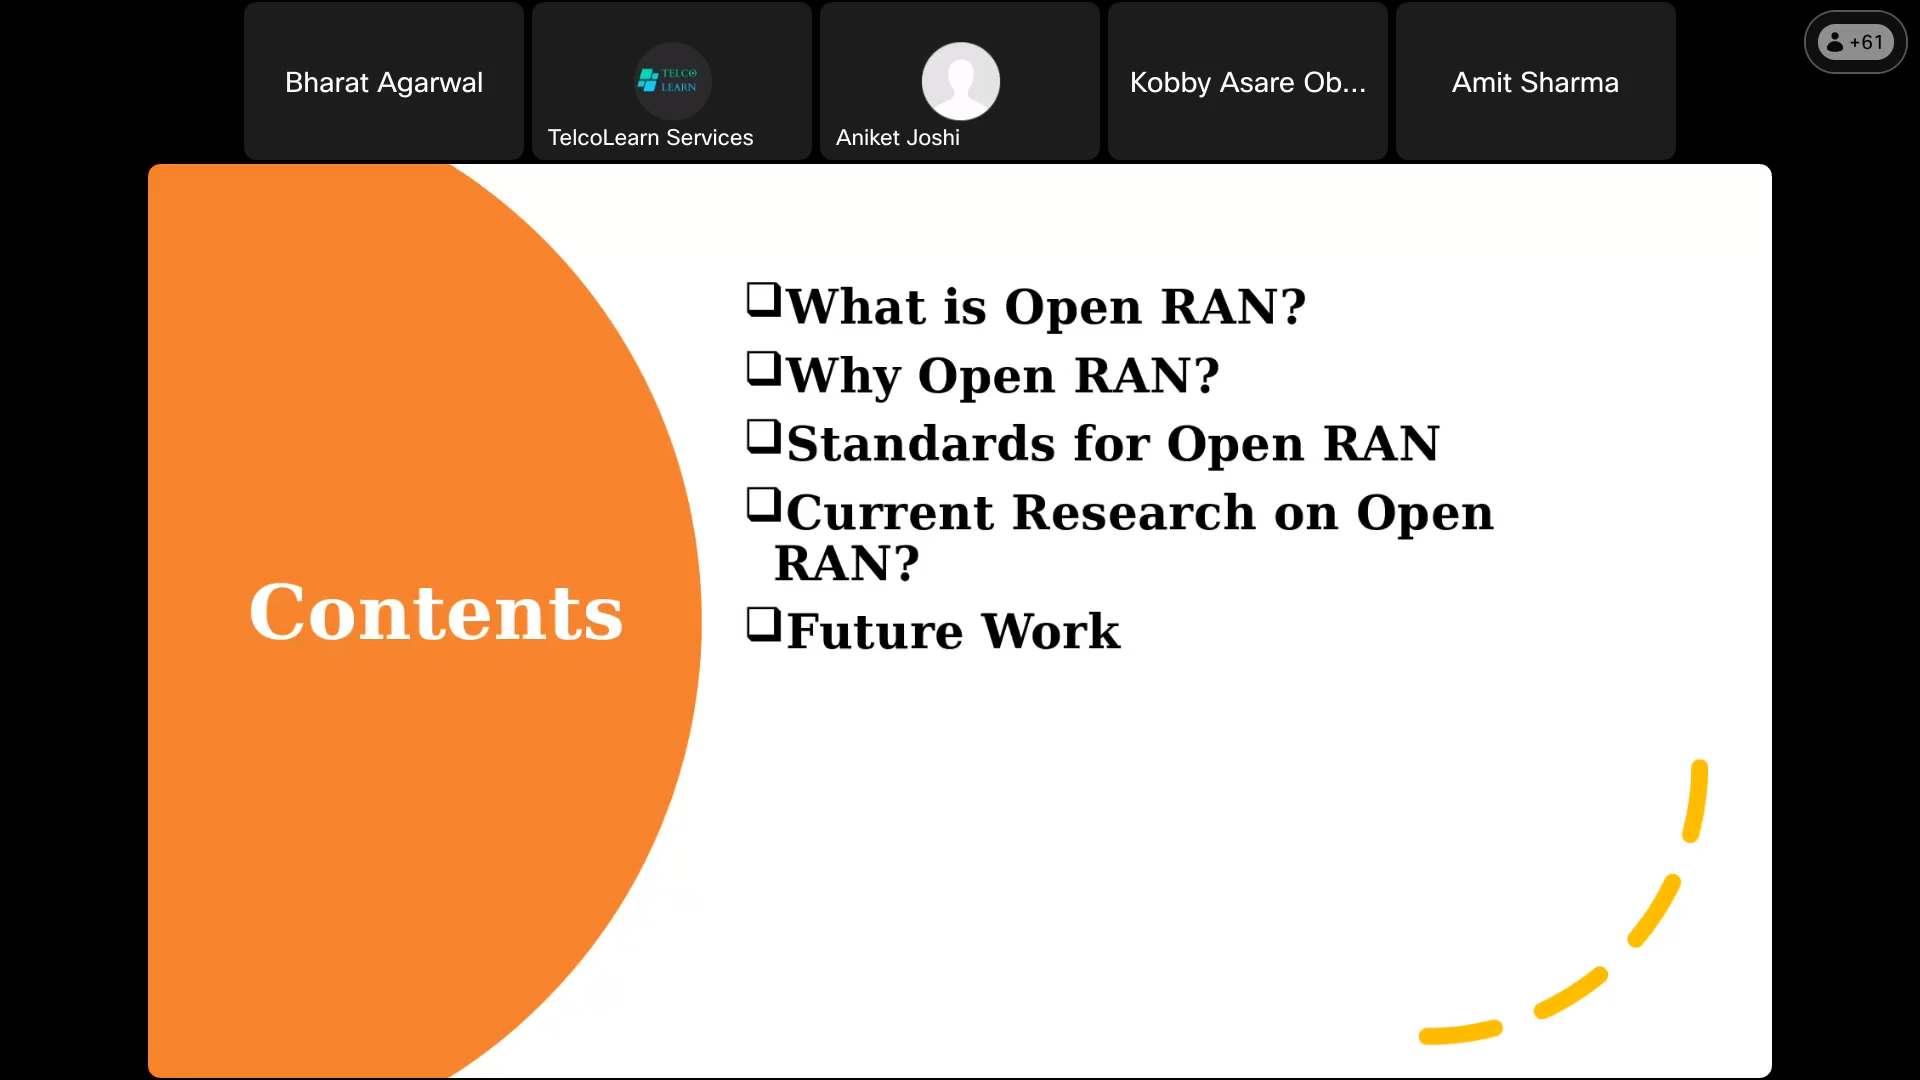 Bharat Agarwal
TELCO
LEARN
TelcoLearn Services
Aniket Joshi
Kobby Asare Ob...
Amit Sharma
+61
Contents
❑What is Open RAN?
❑Why Open RAN?
❑Standards for Open RAN
❑Current Research on Open
RAN?
❑Future Work